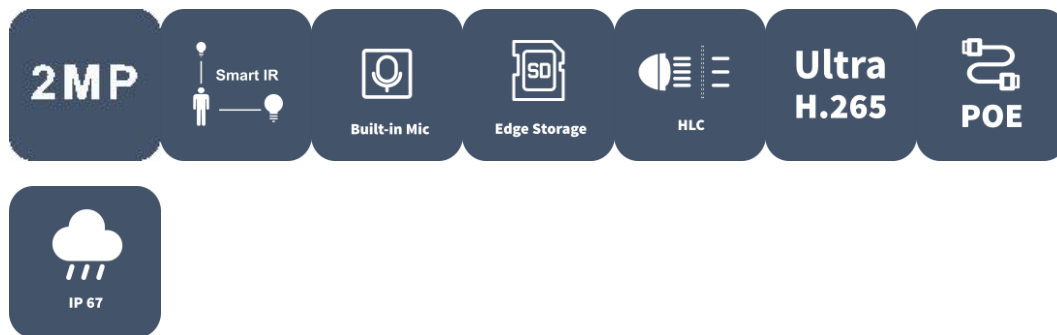 2MP
Smart IR
Built-in Mic
SD
Edge Storage
HLC
Ultra
H.265
POE
IP 67